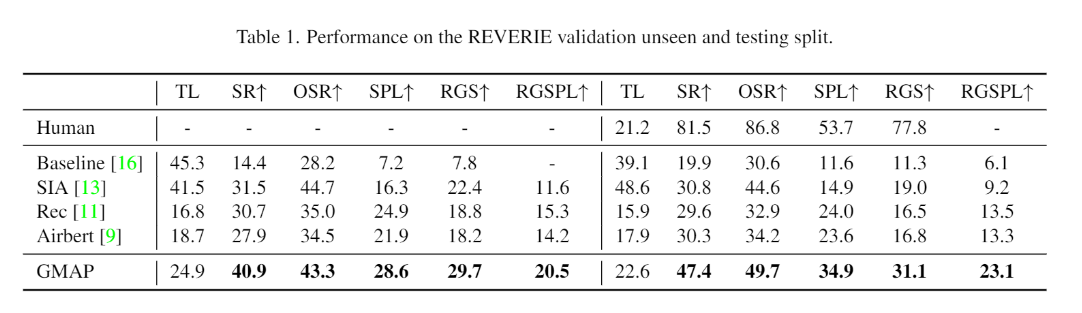 Table 1. Performance on the REVERIE validation unseen and testing split.
TL SR↑ OSR↑ SPL↑ RGS↑ RGSPL↑ TL SR↑ OSR↑ SPL↑ RGS↑ RGSPL↑
Human - - - - - - 21.2 81.5 86.8 53.7 77.8 -
Baseline [16] 45.3 14.4 28.2 7.2 7.8 - 39.1 19.9 30.6 11.6 11.3 6.1
SIA [13] 41.5 31.5 44.7 16.3 22.4 11.6 48.6 30.8 44.6 14.9 19.0 9.2
Rec [11] 16.8 30.7 35.0 24.9 18.8 15.3 15.9 29.6 32.9 24.0 16.5 13.5
Airbert [9] 18.7 27.9 34.5 21.9 18.2 14.2 17.9 30.3 34.2 23.6 16.8 13.3
GMAP 24.9 40.9 43.3 28.6 29.7 20.5 22.6 47.4 49.7 34.9 31.1 23.1